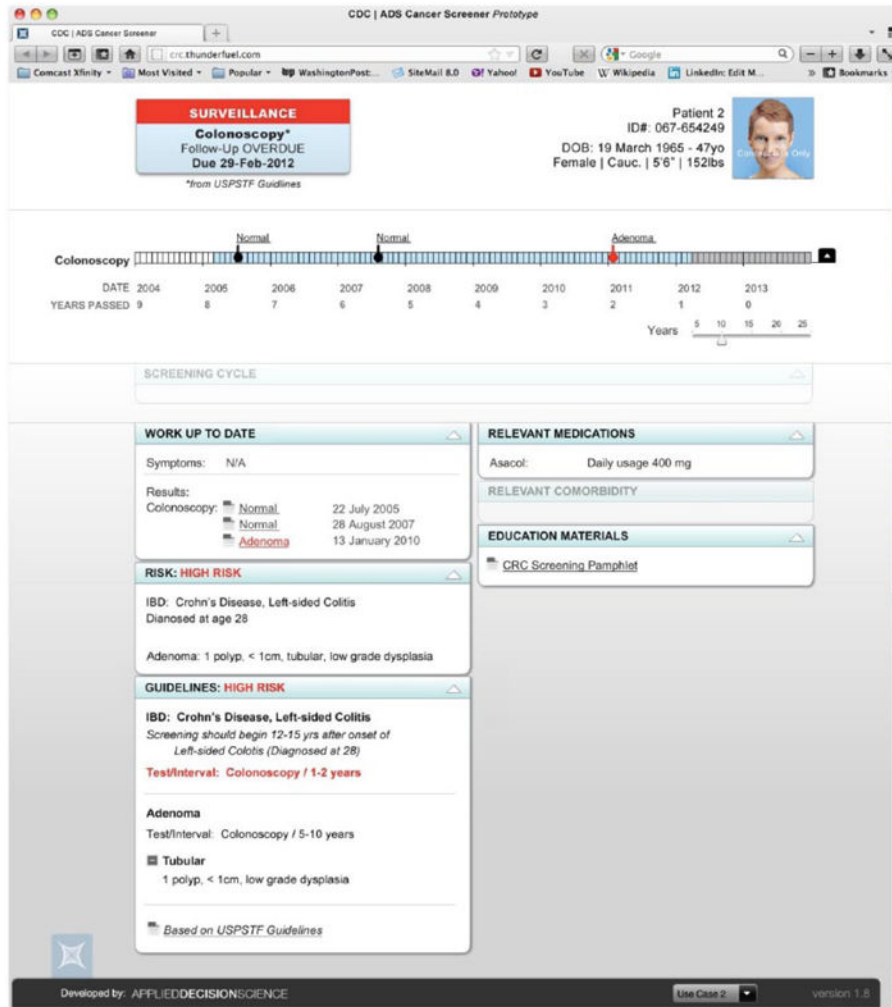 CDC | ADS Cancer Screener Prototype
CDC | ADS Cancer Screener
crc.thunderfuel.com
Google
Comcast Xfinity
Most Visited
Popular
WashingtonPost:...
SiteMail 8.0
Yahoo!
YouTube
Wikipedia
LinkedIn: Edit M...
Bookmarks
SURVEILLANCE
Colonoscopy*
Follow-Up OVERDUE
Due 29-Feb-2012
*from USPSTF Guidlines
Patient 2
ID#: 067-654249
DOB: 19 March 1965 - 47yo
Female | Cauc. | 5'6" | 152lbs
Only
Normal
Normal
Adenoma
Colonoscopy
DATE 2004 2005 2006 2007 2008 2009 2010 2011 2012 2013
YEARS PASSED 9 8 7 6 5 4 3 2 1 0
Years 5 10 15 20 25
SCREENING CYCLE
WORK UP TO DATE
Symptoms: N/A
Results:
Colonoscopy: Normal 22 July 2005
Normal 28 August 2007
Adenoma 13 January 2010
RISK: HIGH RISK
IBD: Crohn's Disease, Left-sided Colitis
Dianosed at age 28
Adenoma: 1 polyp, < 1cm, tubular, low grade dysplasia
GUIDELINES: HIGH RISK
IBD: Crohn's Disease, Left-sided Colitis
Screening should begin 12-15 yrs after onset of
Left-sided Colotis (Diagnosed at 28)
Test/Interval: Colonoscopy / 1-2 years
Adenoma
Test/Interval: Colonoscopy / 5-10 years
Tubular
1 polyp, < 1cm, low grade dysplasia
Based on USPSTF Guidelines
RELEVANT MEDICATIONS
Asacol: Daily usage 400 mg
RELEVANT COMORBIDITY
EDUCATION MATERIALS
CRC Screening Pamphlet
Developed by: APPLIEDDECISIONSCIENCE
Use Case 2
version 1.8